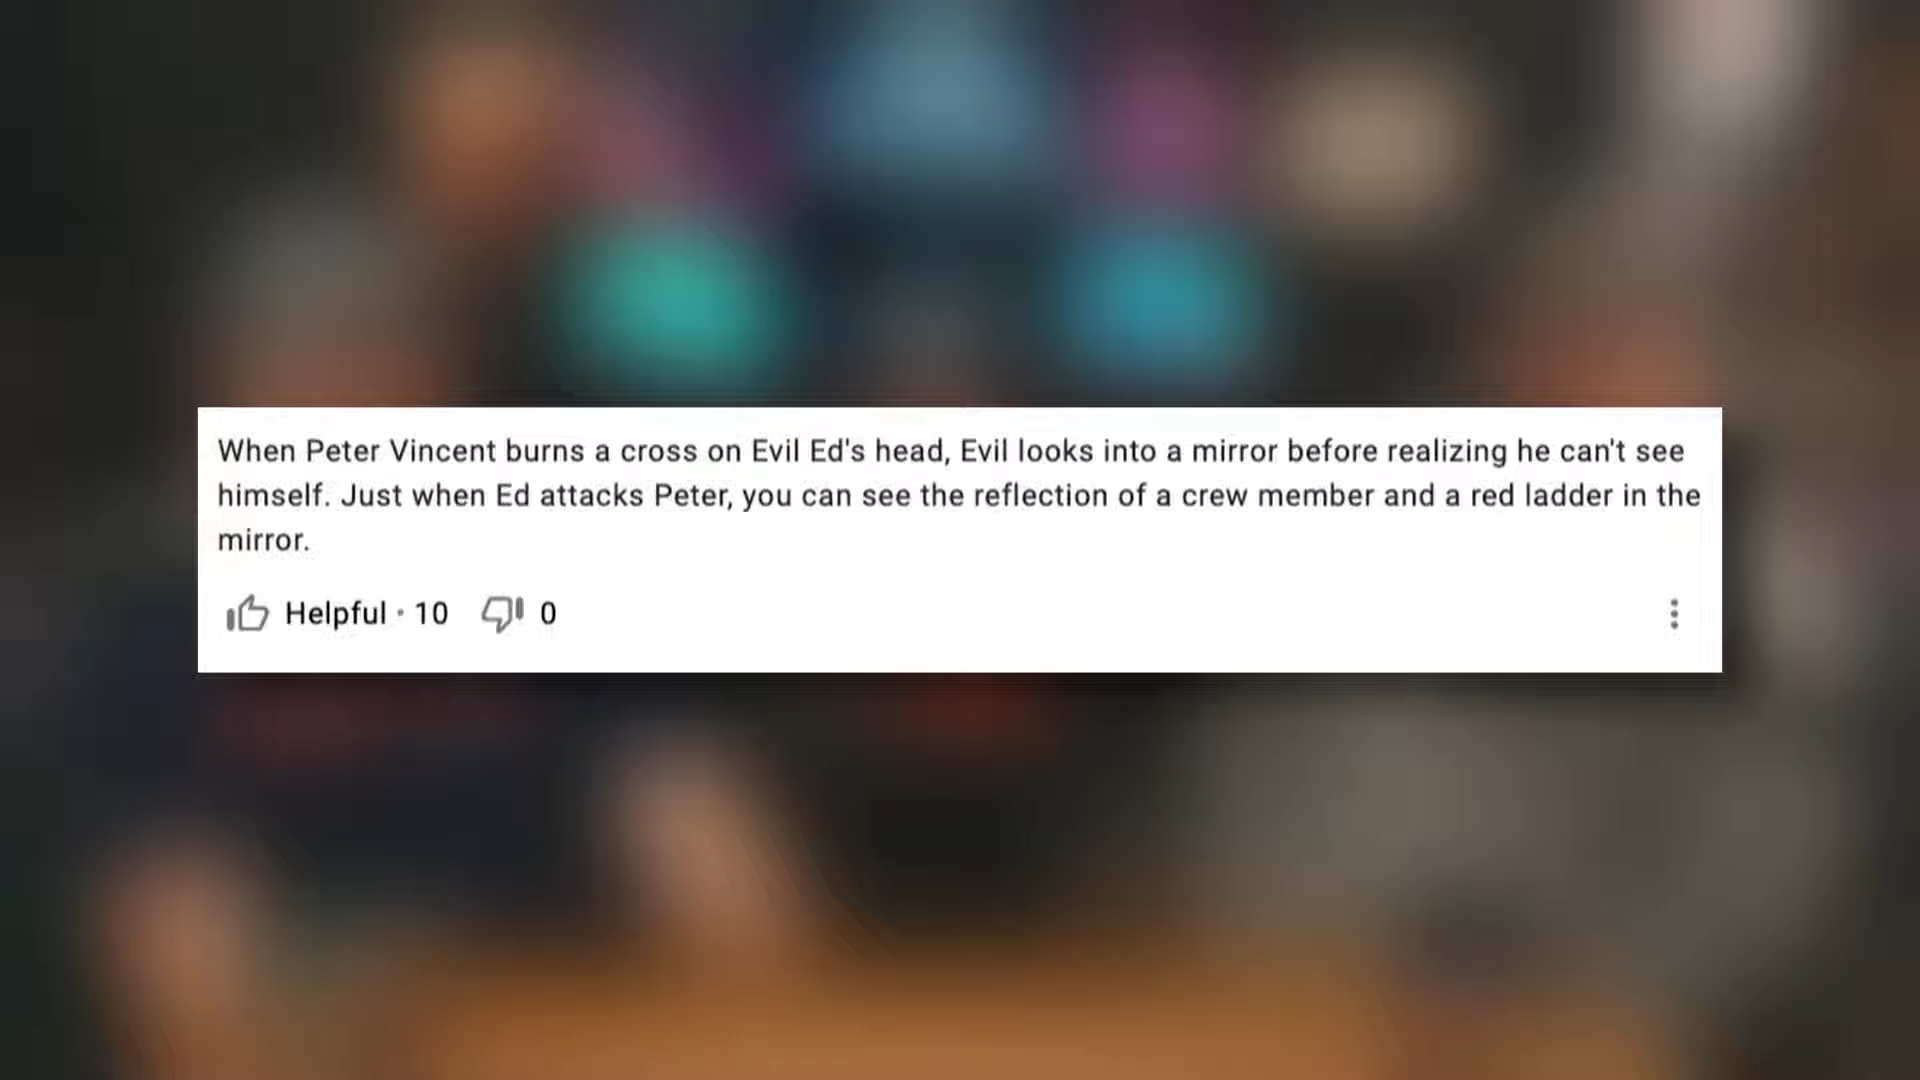 When Peter Vincent burns a cross on Evil Ed's head, Evil looks into a mirror before realizing he can't see
himself. Just when Ed attacks Peter, you can see the reflection of a crew member and a red ladder in the
mirror.
Helpful · 10 0